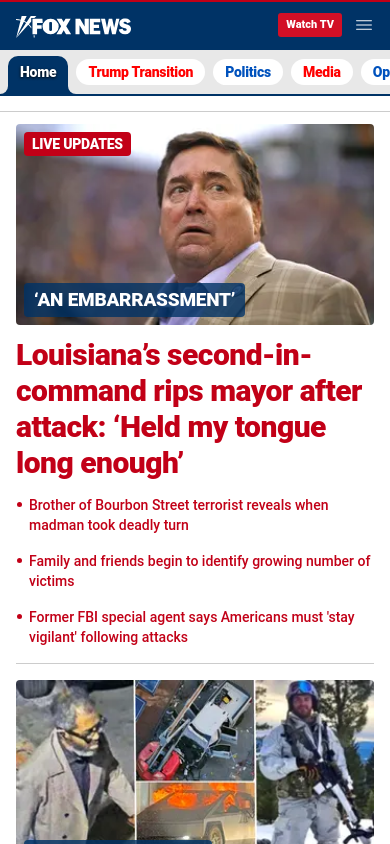 FOX NEWS
Watch TV
Home
Trump Transition
Politics
Media
Op
LIVE UPDATES
‘AN EMBARRASSMENT’
Louisiana’s second-in-
command rips mayor after
attack: ‘Held my tongue
long enough’
• Brother of Bourbon Street terrorist reveals when
madman took deadly turn
• Family and friends begin to identify growing number of
victims
• Former FBI special agent says Americans must 'stay
vigilant' following attacks